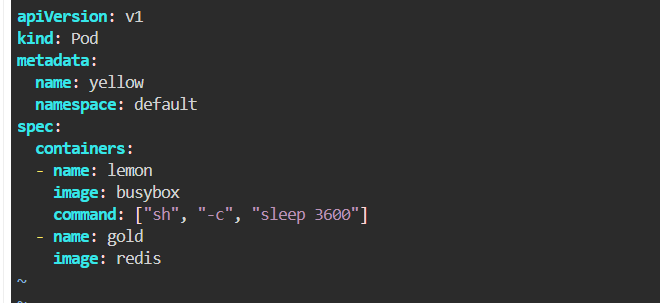 apiVersion: v1
kind: Pod
metadata:
  name: yellow
  namespace: default
spec:
  containers:
  - name: lemon
    image: busybox
    command: ["sh", "-c", "sleep 3600"]
  - name: gold
    image: redis
~
~